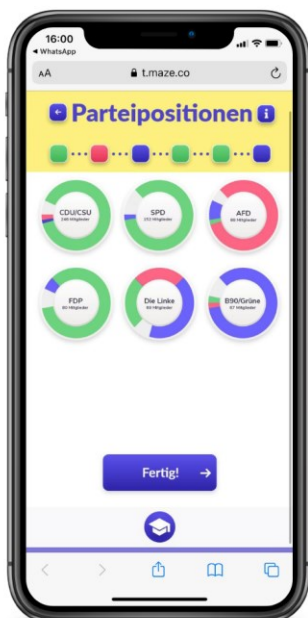 16:00
WhatsApp
AA
t.maze.co
Parteipositionen
CDU/CSU
SPD
AFD
FDP
Die Linke
B90/Grüne
Fertig!